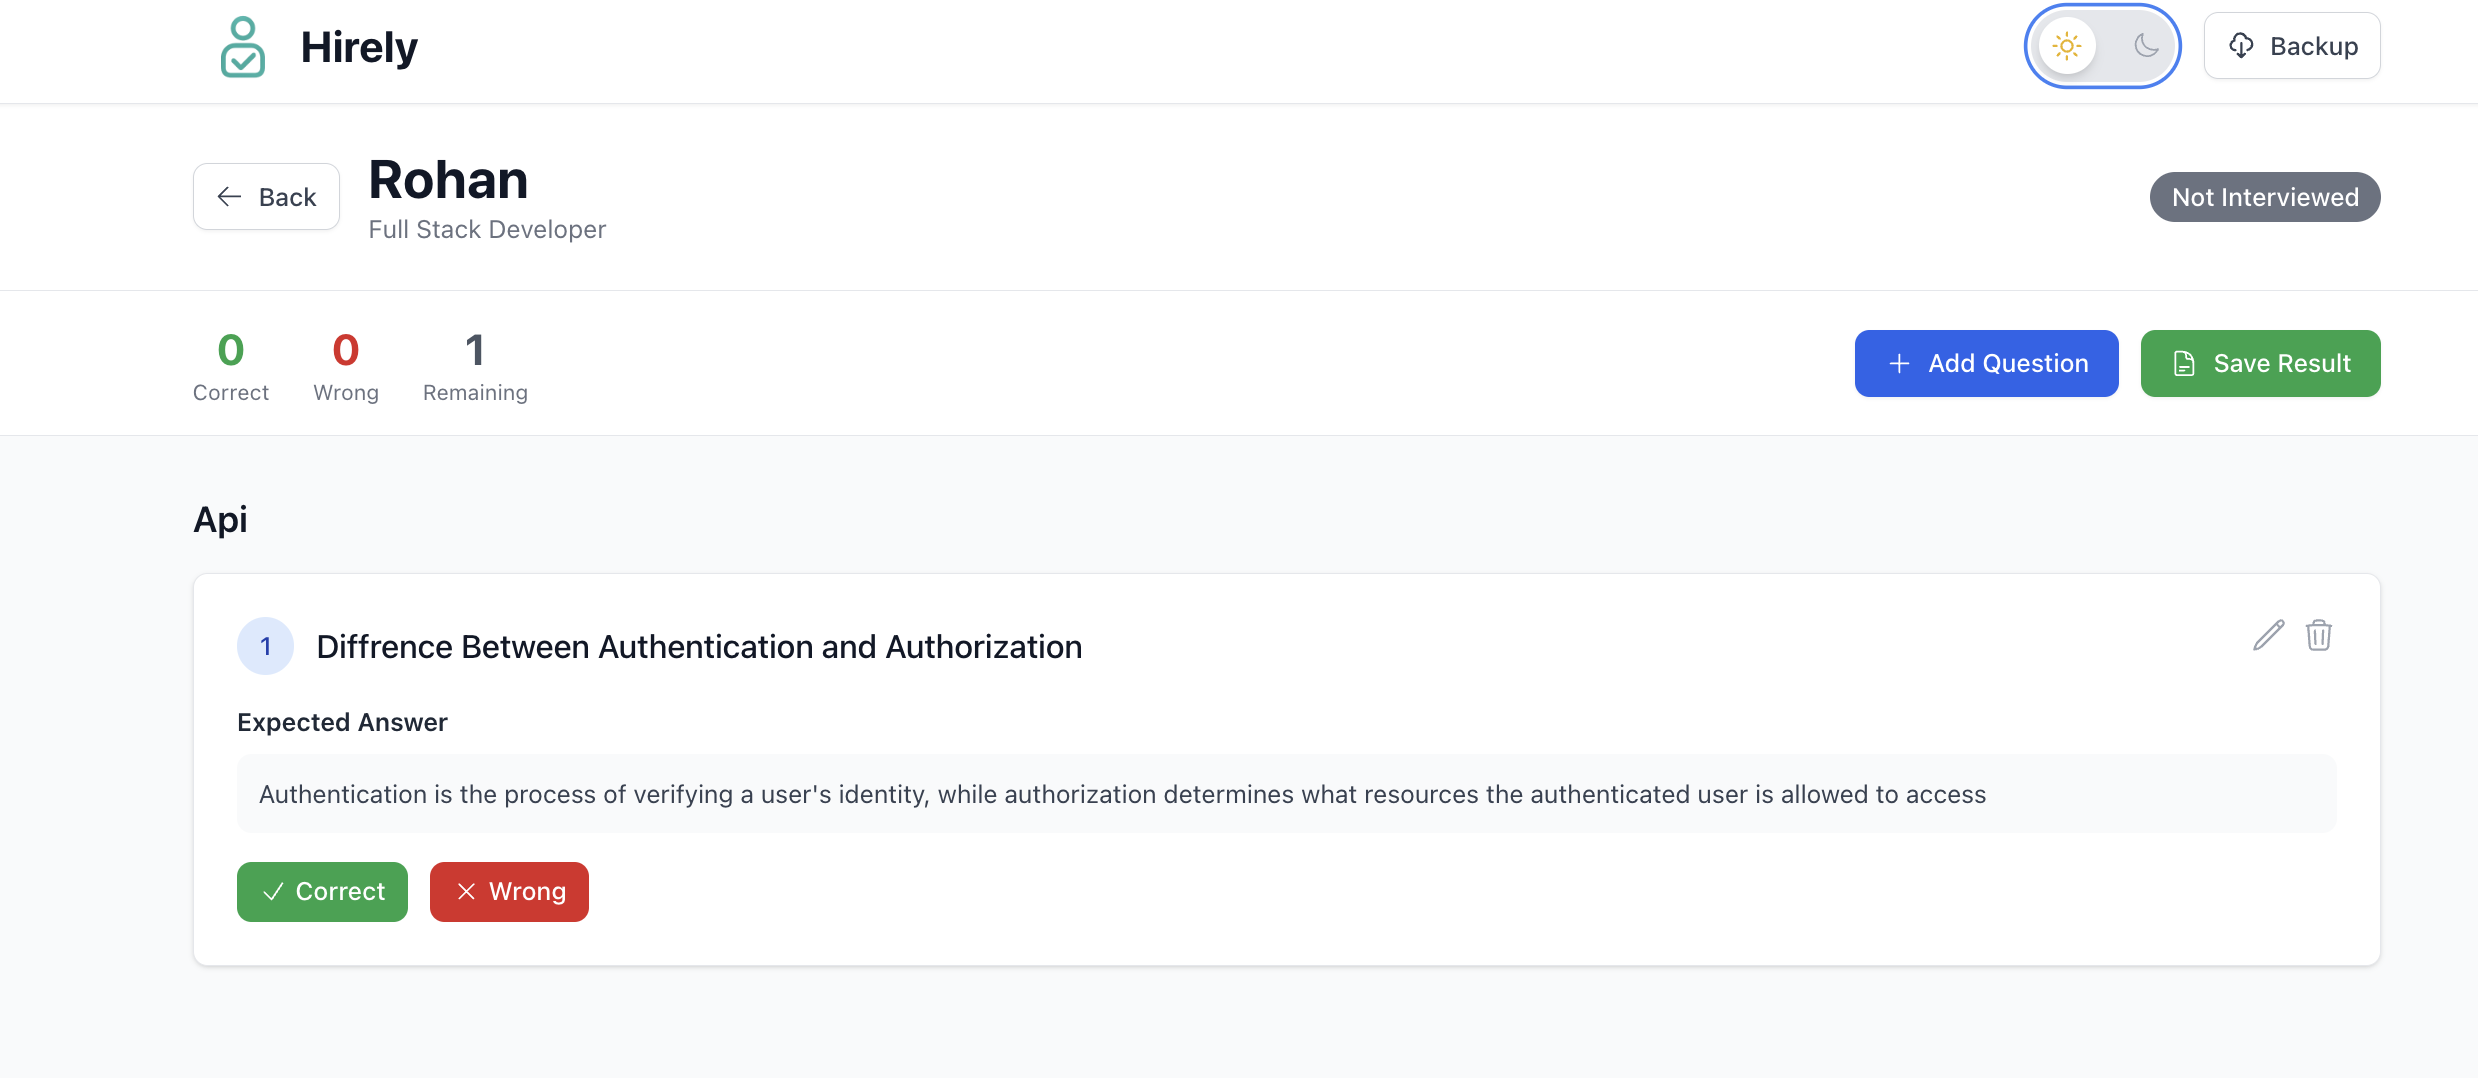 Hirely
Backup
Back
Rohan
Full Stack Developer
Not Interviewed
0
Correct
0
Wrong
1
Remaining
Add Question
Save Result
Api
1
Diffrence Between Authentication and Authorization
Expected Answer
Authentication is the process of verifying a user's identity, while authorization determines what resources the authenticated user is allowed to access
Correct
Wrong